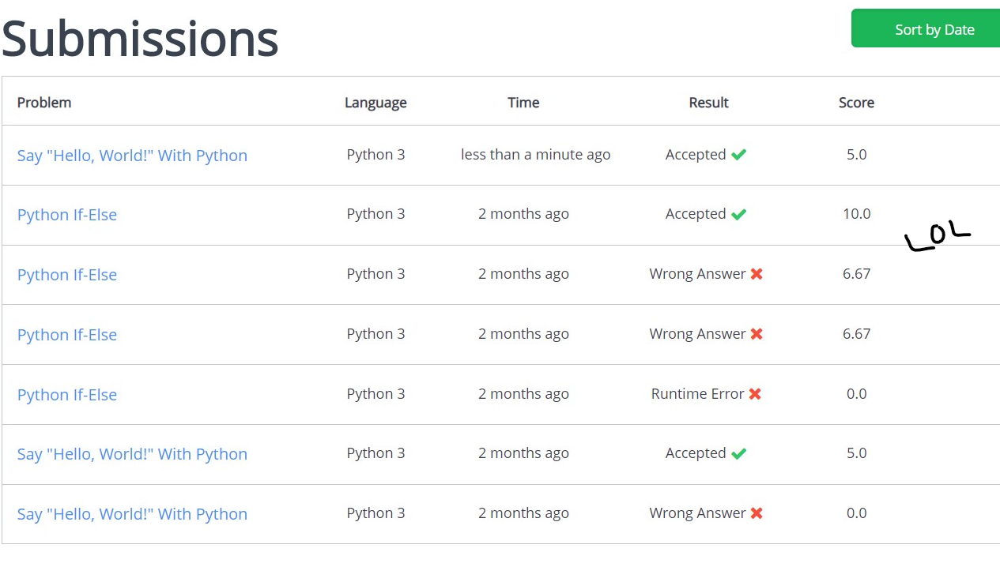 Submissions
Sort by Date
Problem Language Time Result Score
Say "Hello, World!" With Python Python 3 less than a minute ago Accepted 5.0
Python If-Else Python 3 2 months ago Accepted 10.0
LOL
Python If-Else Python 3 2 months ago Wrong Answer 6.67
Python If-Else Python 3 2 months ago Wrong Answer 6.67
Python If-Else Python 3 2 months ago Runtime Error 0.0
Say "Hello, World!" With Python Python 3 2 months ago Accepted 5.0
Say "Hello, World!" With Python Python 3 2 months ago Wrong Answer 0.0